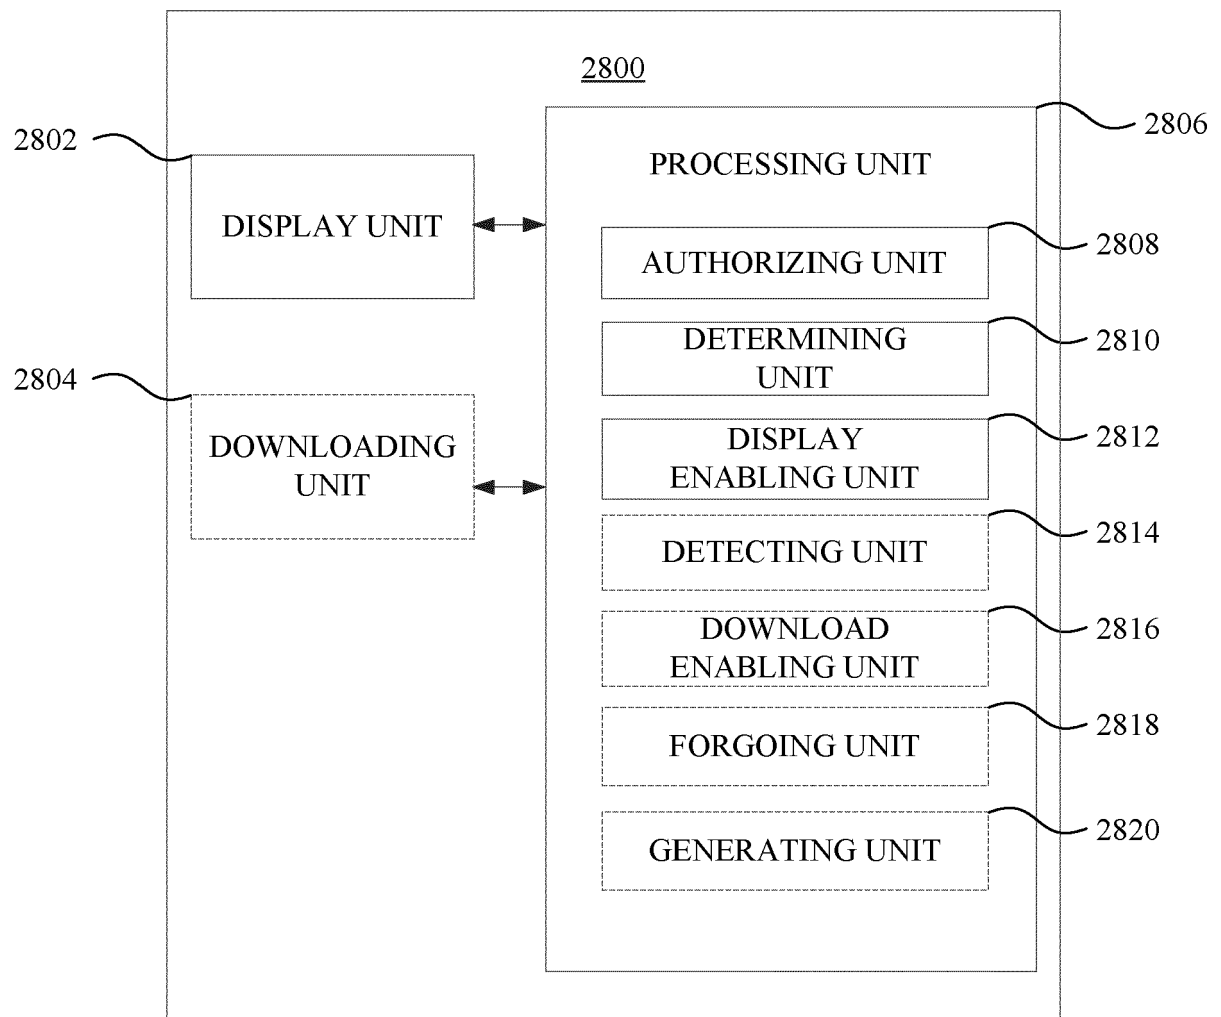 2800
2802
2806
PROCESSING UNIT
DISPLAY UNIT
AUTHORIZING UNIT
2808
DETERMINING
UNIT
2810
2804
DOWNLOADING
UNIT
DISPLAY
ENABLING UNIT
2812
DETECTING UNIT
2814
DOWNLOAD
ENABLING UNIT
2816
FORGOING UNIT
2818
GENERATING UNIT
2820